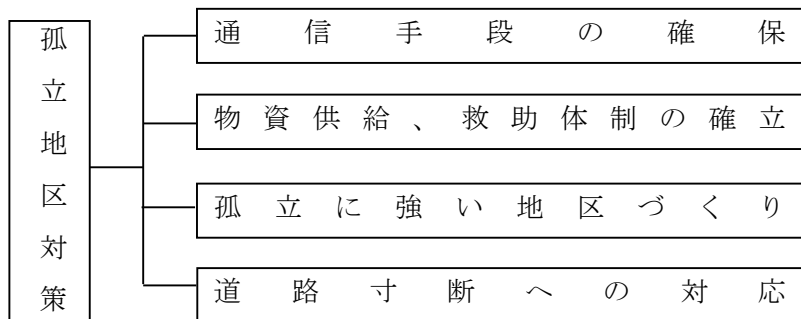 孤立地区対策
通信手段の確保
物資供給、救助体制の確立
孤立に強い地区づくり
道路寸断への対応